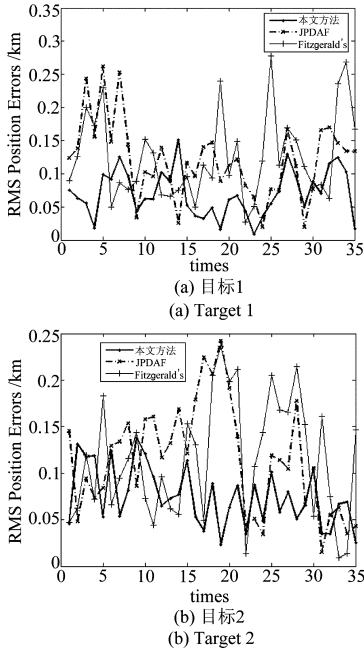 RMS Position Errors /km
0.35
0.3
0.25
0.2
0.15
0.1
0.05
0
本文方法
JPDAF
Fitzgerald's
0 5 10 15 20 25 30 35
times
(a) 目标1
(a) Target 1
RMS Position Errors /km
0.25
0.2
0.15
0.1
0.05
0
本文方法
JPDAF
Fitzgerald's
0 5 10 15 20 25 30 35
times
(b) 目标2
(b) Target 2